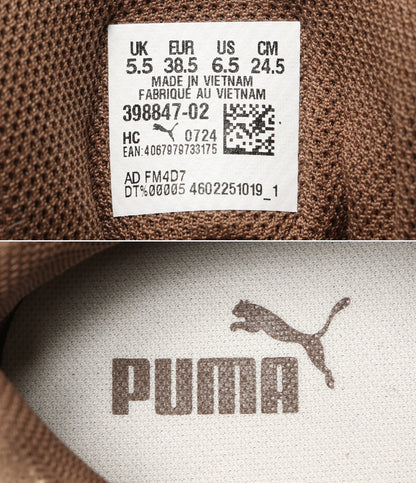 UK EUR US CM
5.5 38.5 6.5 24.5
MADE IN VIETNAM
FABRIQUÉ AU VIETNAM
398847-02
HC 0724
EAN: 4067979733175
AD FM4D7
DT%00005 4602251019_1
PUMA